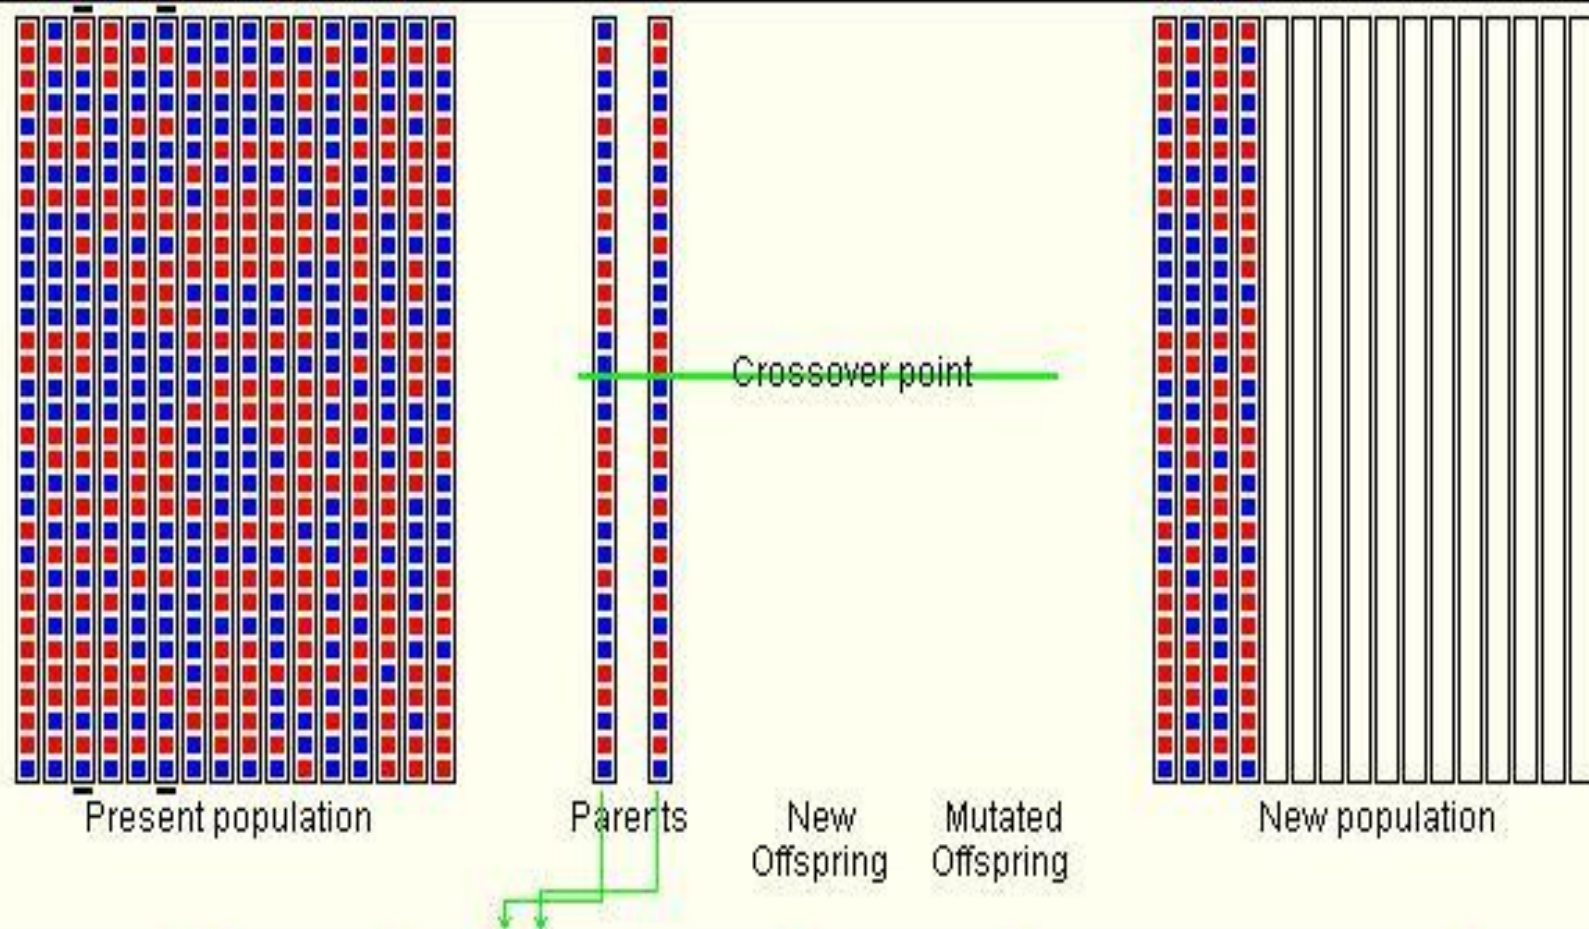 Crossover point
Present population
Parents
New
Offspring
Mutated
Offspring
New population